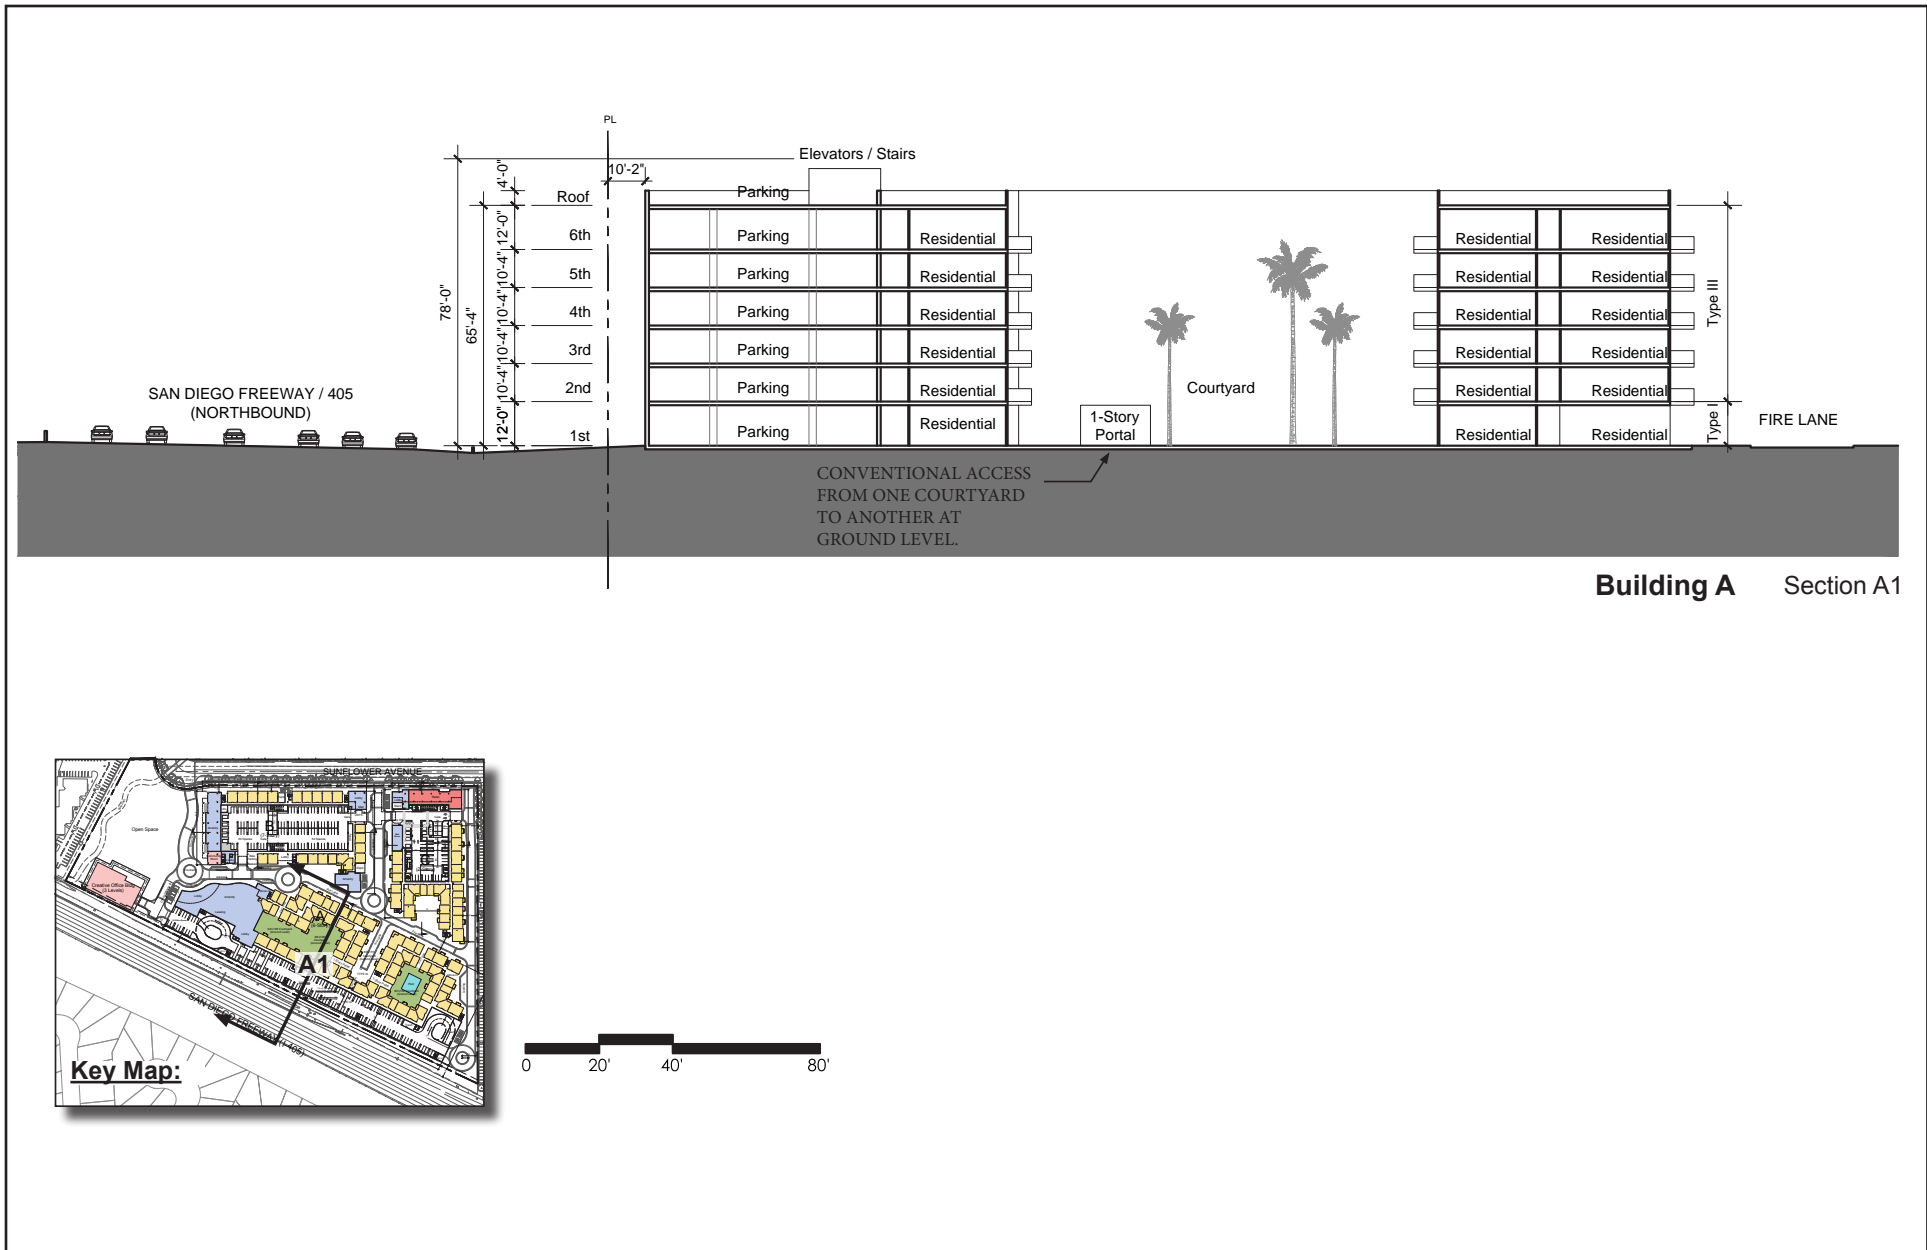 PL
Elevators / Stairs
10'-2"
4'-0"
Roof
Parking
12'-0"
6th
Parking
Residential
Residential
Residential
10'-4"
5th
Parking
Residential
Residential
Residential
78'-0"
65'-4"
10'-4"
4th
Parking
Residential
Residential
Residential
Type III
10'-4"
3rd
Parking
Residential
Residential
Residential
10'-4"
2nd
Parking
Residential
Courtyard
Residential
Residential
SAN DIEGO FREEWAY / 405
(NORTHBOUND)
12'-0"
1st
Parking
Residential
1-Story
Portal
Residential
Residential
Type I
FIRE LANE
CONVENTIONAL ACCESS
FROM ONE COURTYARD
TO ANOTHER AT
GROUND LEVEL.
Building A Section A1
SUNFLOWER AVENUE
Open Space
Creative Office Bldg
(3 Levels)
A
A1
SAN DIEGO FREEWAY (I-405)
Key Map:
0 20' 40' 80'